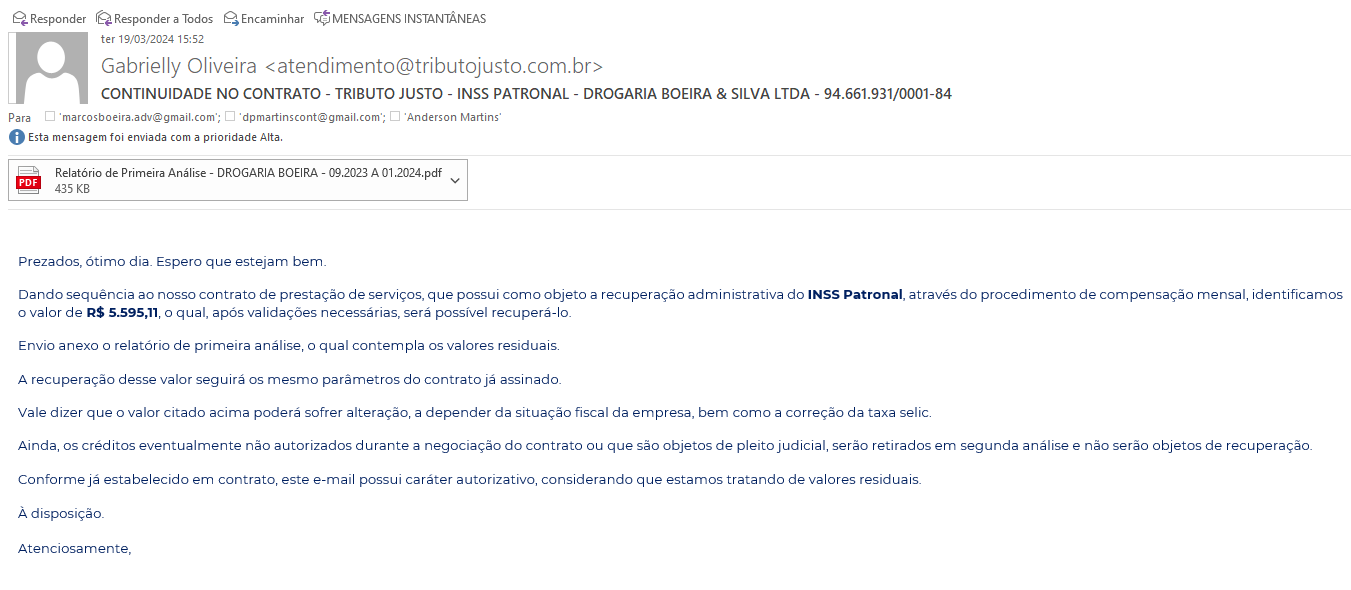 Responder Responder a Todos Encaminhar MENSAGENS INSTANTÂNEAS
ter 19/03/2024 15:52
Gabrielly Oliveira <atendimento@tributojusto.com.br>
CONTINUIDADE NO CONTRATO - TRIBUTO JUSTO - INSS PATRONAL - DROGARIA BOEIRA & SILVA LTDA - 94.661.931/0001-84
Para 'marcosboeira.adv@gmail.com'; 'dpmartinscont@gmail.com'; 'Anderson Martins'
Esta mensagem foi enviada com a prioridade Alta.
PDF
Relatório de Primeira Análise - DROGARIA BOEIRA - 09.2023 A 01.2024.pdf
435 KB
Prezados, ótimo dia. Espero que estejam bem.
Dando sequência ao nosso contrato de prestação de serviços, que possui como objeto a recuperação administrativa do INSS Patronal, através do procedimento de compensação mensal, identificamos
o valor de R$ 5.595,11, o qual, após validações necessárias, será possível recuperá-lo.
Envio anexo o relatório de primeira análise, o qual contempla os valores residuais.
A recuperação desse valor seguirá os mesmo parâmetros do contrato já assinado.
Vale dizer que o valor citado acima poderá sofrer alteração, a depender da situação fiscal da empresa, bem como a correção da taxa selic.
Ainda, os créditos eventualmente não autorizados durante a negociação do contrato ou que são objetos de pleito judicial, serão retirados em segunda análise e não serão objetos de recuperação.
Conforme já estabelecido em contrato, este e-mail possui caráter autorizativo, considerando que estamos tratando de valores residuais.
À disposição.
Atenciosamente,